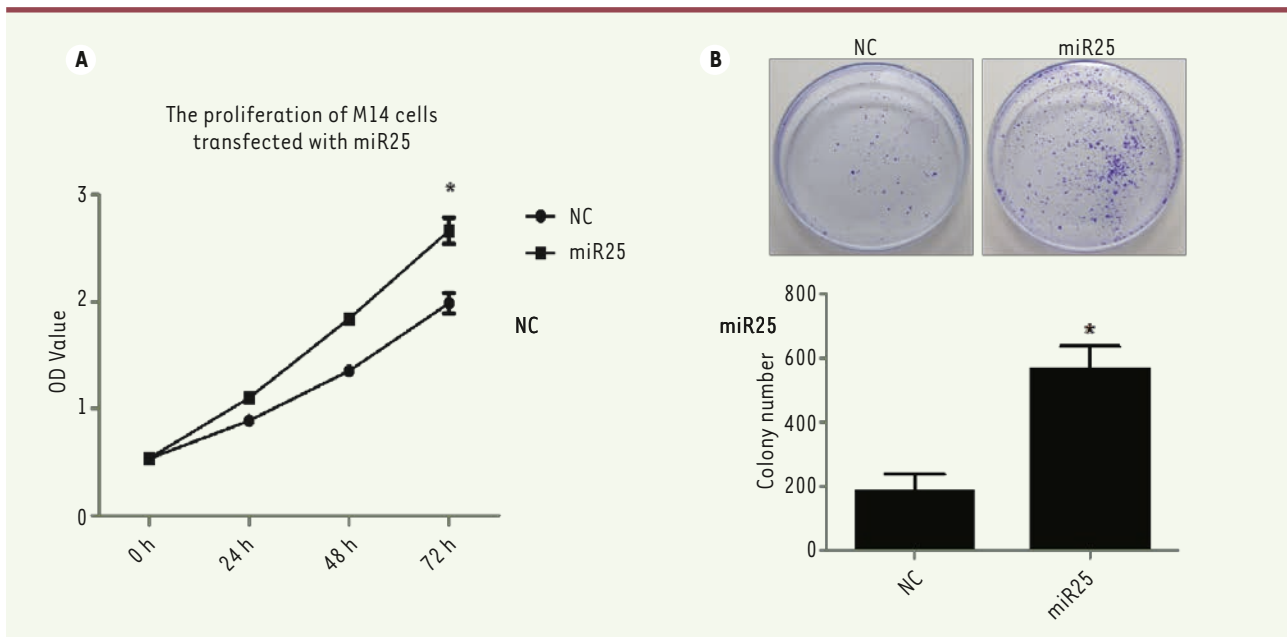 A
The proliferation of M14 cells
transfected with miR25
3
2
1
0
OD Value
*
0 h
24 h
48 h
72 h
NC
miR25
NC
miR25
B
NC
miR25
800
600
400
200
0
Colony number
*
NC
miR25